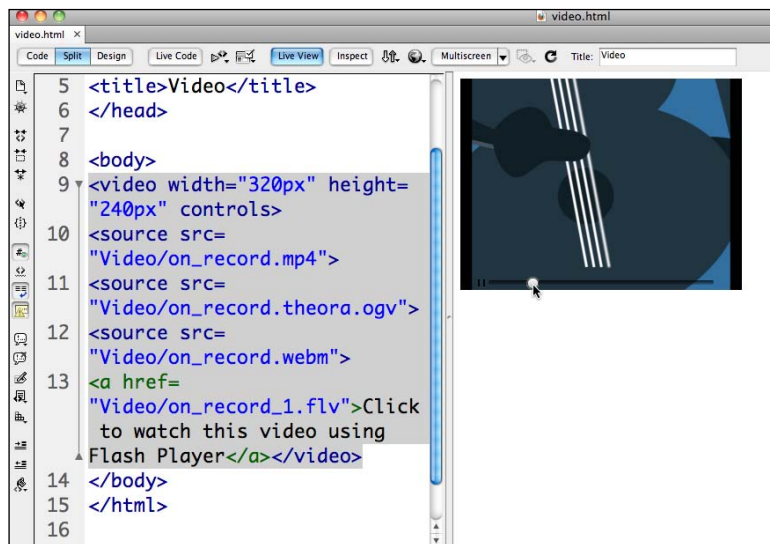 video.html
video.html ×
Code Split Design Live Code Live View Inspect Multiscreen Title: Video
5 <title>Video</title>
6 </head>
7
8 <body>
9 <video width="320px" height=
"240px" controls>
10 <source src=
"Video/on_record.mp4">
11 <source src=
"Video/on_record.theora.ogv">
12 <source src=
"Video/on_record.webm">
13 <a href=
"Video/on_record_1.flv">Click
to watch this video using
Flash Player</a></video>
14 </body>
15 </html>
16